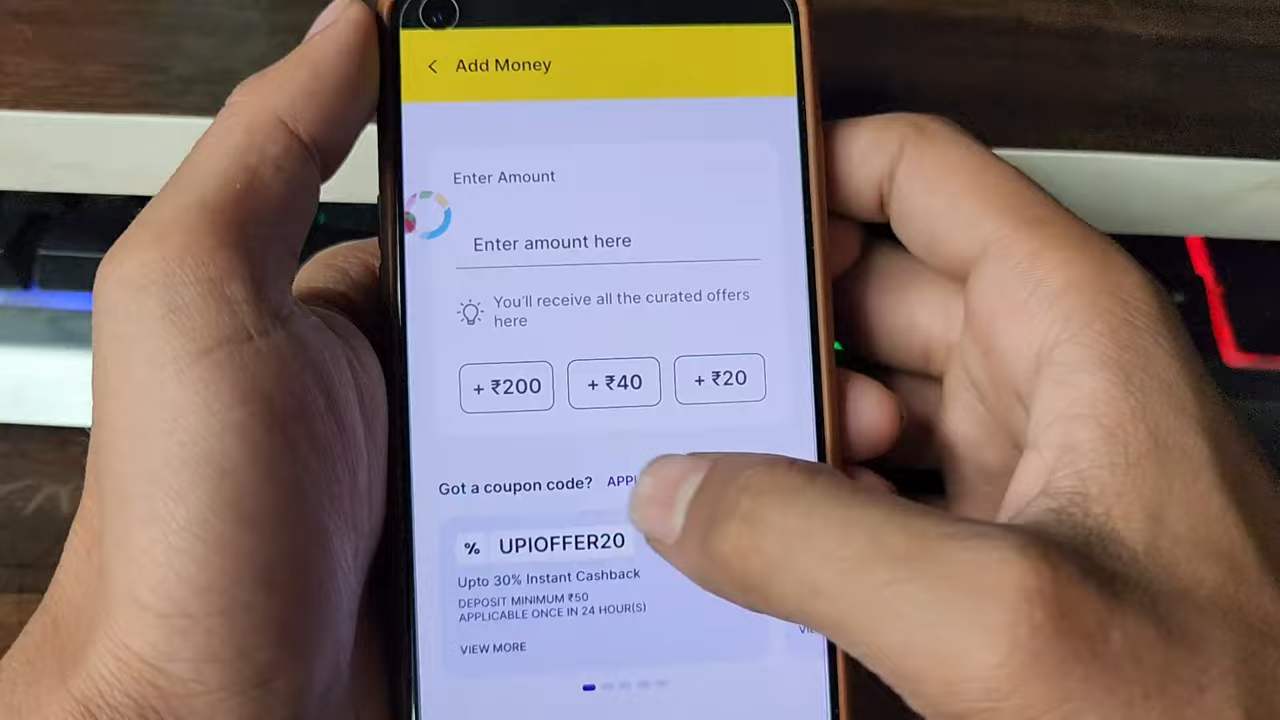 Add Money
Enter Amount
Enter amount here
You'll receive all the curated offers
here
+ ₹200 + ₹40 + ₹20
Got a coupon code?
% UPIOFFER20
Upto 30% Instant Cashback
DEPOSIT MINIMUM ₹50
APPLICABLE ONCE IN 24 HOUR(S)
VIEW MORE